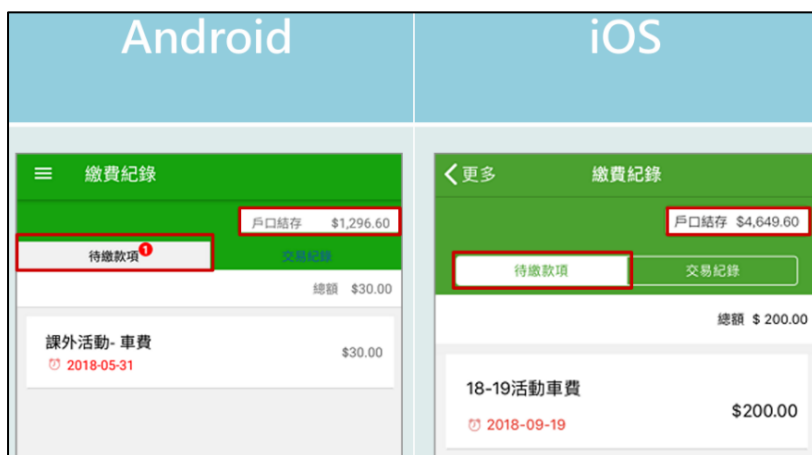 Android
iOS
繳費紀錄
戶口結存 $1,296.60
待繳款項 1
交易紀錄
總額 $30.00
課外活動- 車費
2018-05-31
$30.00
更多
繳費紀錄
戶口結存 $4,649.60
待繳款項
交易紀錄
總額 $ 200.00
18-19活動車費
2018-09-19
$200.00